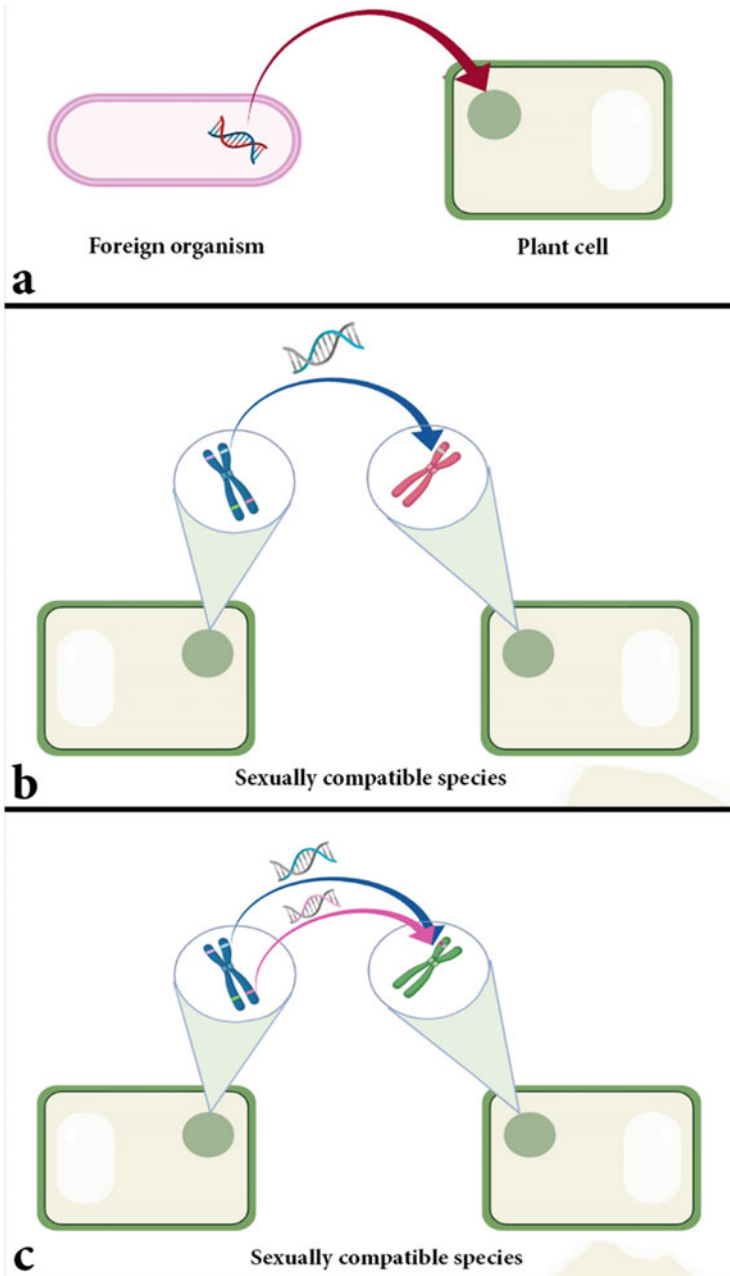 Foreign organism
Plant cell
a
Sexually compatible species
b
Sexually compatible species
c